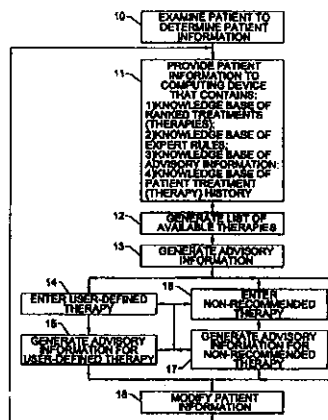 10
EXAMINE PATIENT TO
DETERMINE PATIENT
INFORMATION
11
PROVIDE PATIENT
INFORMATION TO
COMPUTING DEVICE
THAT CONTAINS:
1)KNOWLEDGE BASE OF
RANKED TREATMENTS
(THERAPIES);
2)KNOWLEDGE BASE OF
EXPERT RULES;
3)KNOWLEDGE BASE OF
ADVISORY INFORMATION;
4)KNOWLEDGE BASE OF
PATIENT TREATMENT
(THERAPY) HISTORY
12
GENERATE LIST OF
AVAILABLE THERAPIES
13
GENERATE ADVISORY
INFORMATION
14
ENTER USER-DEFINED
THERAPY
15
GENERATE ADVISORY
INFORMATION FOR
USER-DEFINED THERAPY
16
ENTER
NON-RECOMMENDED
THERAPY
GENERATE ADVISORY
INFORMATION FOR
NON-RECOMMENDED
THERAPY
17
18
MODIFY PATIENT
INFORMATION